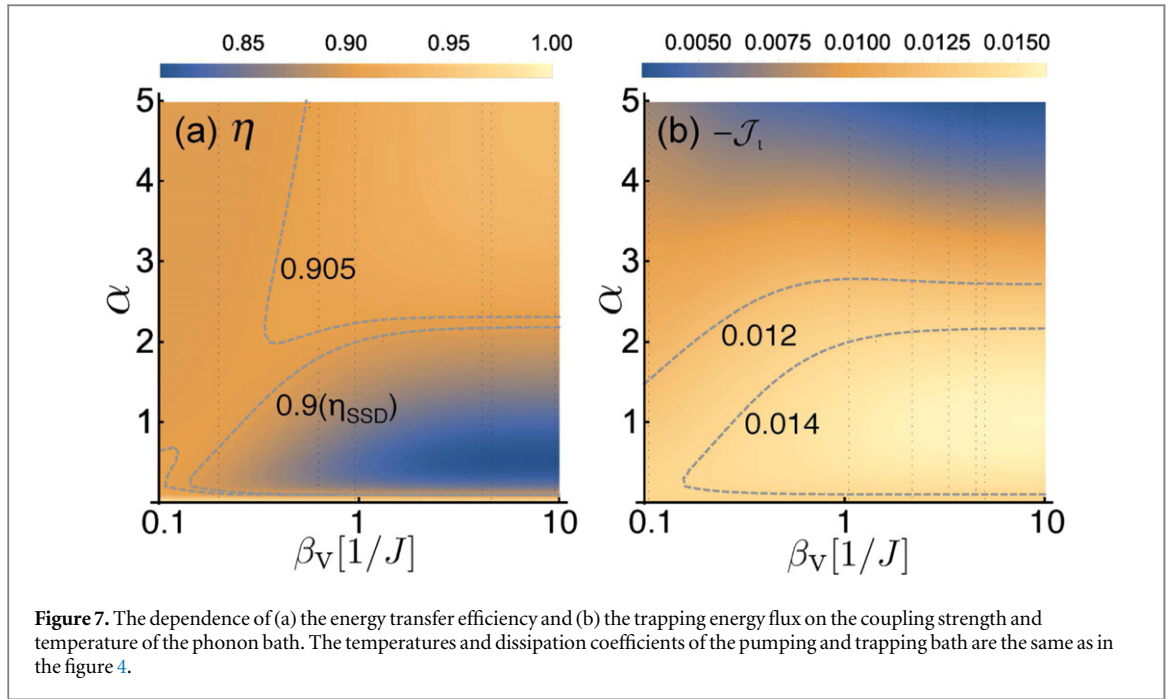 0.85 0.90 0.95 1.00
0.0050 0.0075 0.0100 0.0125 0.0150
(a) η
5
4
3
2
1
α
0.905
0.9(ηSSD)
0.1 1 10
βV[1/J]
(b) −𝒥t
5
4
3
2
1
α
0.012
0.014
0.1 1 10
βV[1/J]
Figure 7. The dependence of (a) the energy transfer efficiency and (b) the trapping energy flux on the coupling strength and
temperature of the phonon bath. The temperatures and dissipation coefficients of the pumping and trapping bath are the same as in
the figure 4.